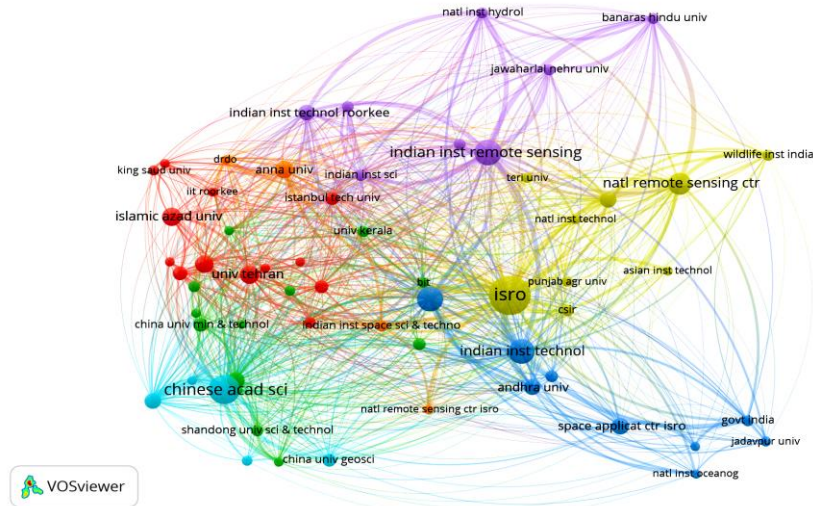 natl inst hydrol
banaras hindu univ
jawaharlal nehru univ
indian inst technol roorkee
indian inst remote sensing
wildlife inst india
drdo
king saud univ
anna univ
indian inst sci
teri univ
natl remote sensing ctr
iit roorkee
istanbul tech univ
islamic azad univ
natl inst technol
univ kerala
asian inst technol
univ tehran
bit
punjab agr univ
isro
csir
china univ min & technol
indian inst space sci & techno
indian inst technol
chinese acad sci
andhra univ
natl remote sensing ctr isro
govt india
shandong univ sci & technol
space applicat ctr isro
jadavpur univ
china univ geosci
natl inst oceanog
VOSviewer